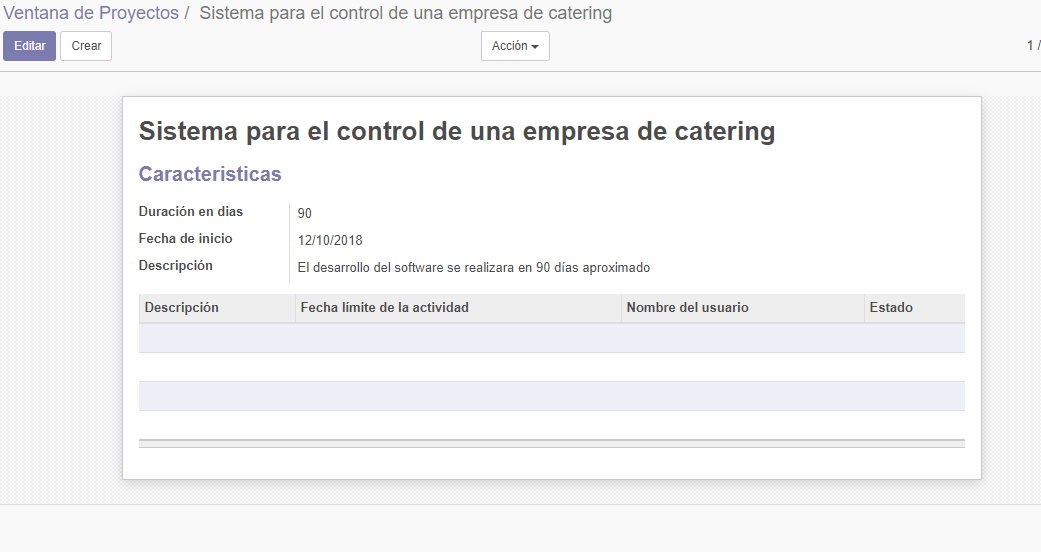 Ventana de Proyectos / Sistema para el control de una empresa de catering
Editar Crear Acción 1 /
Sistema para el control de una empresa de catering
Caracteristicas
Duración en dias 90
Fecha de inicio 12/10/2018
Descripción El desarrollo del software se realizara en 90 días aproximado
Descripción Fecha límite de la actividad Nombre del usuario Estado